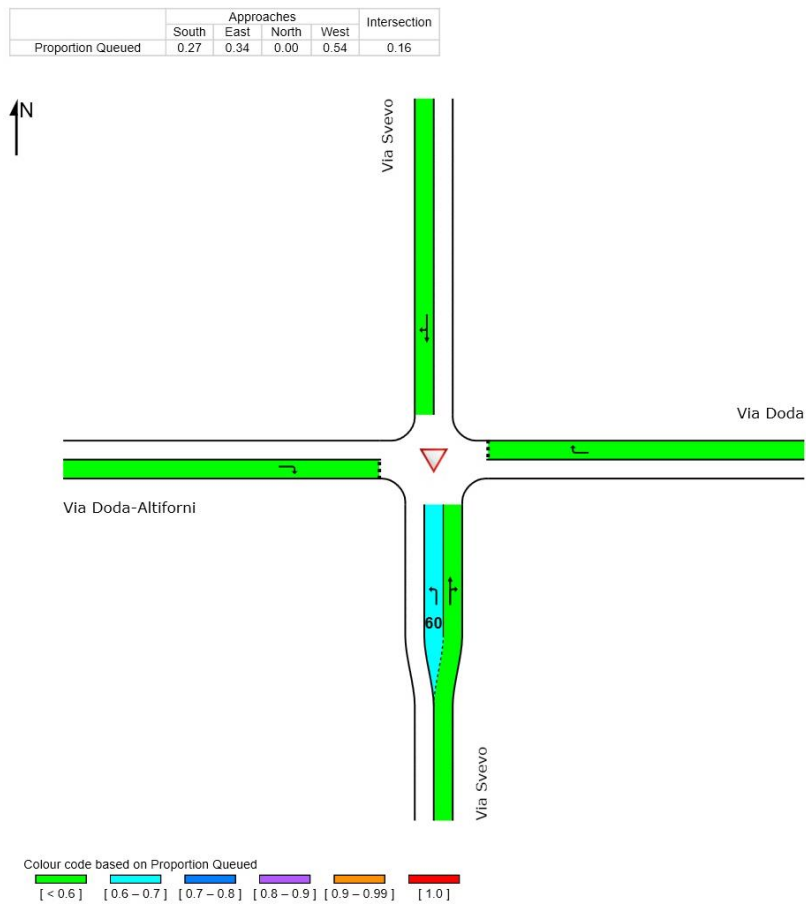 Approaches
Intersection
South East North West
Proportion Queued 0.27 0.34 0.00 0.54 0.16
N
Via Svevo
Via Doda
Via Doda-Altiforni
60
Via Svevo
Colour code based on Proportion Queued
[ < 0.6 ] [ 0.6 – 0.7 ] [ 0.7 – 0.8 ] [ 0.8 – 0.9 ] [ 0.9 – 0.99 ] [ 1.0 ]